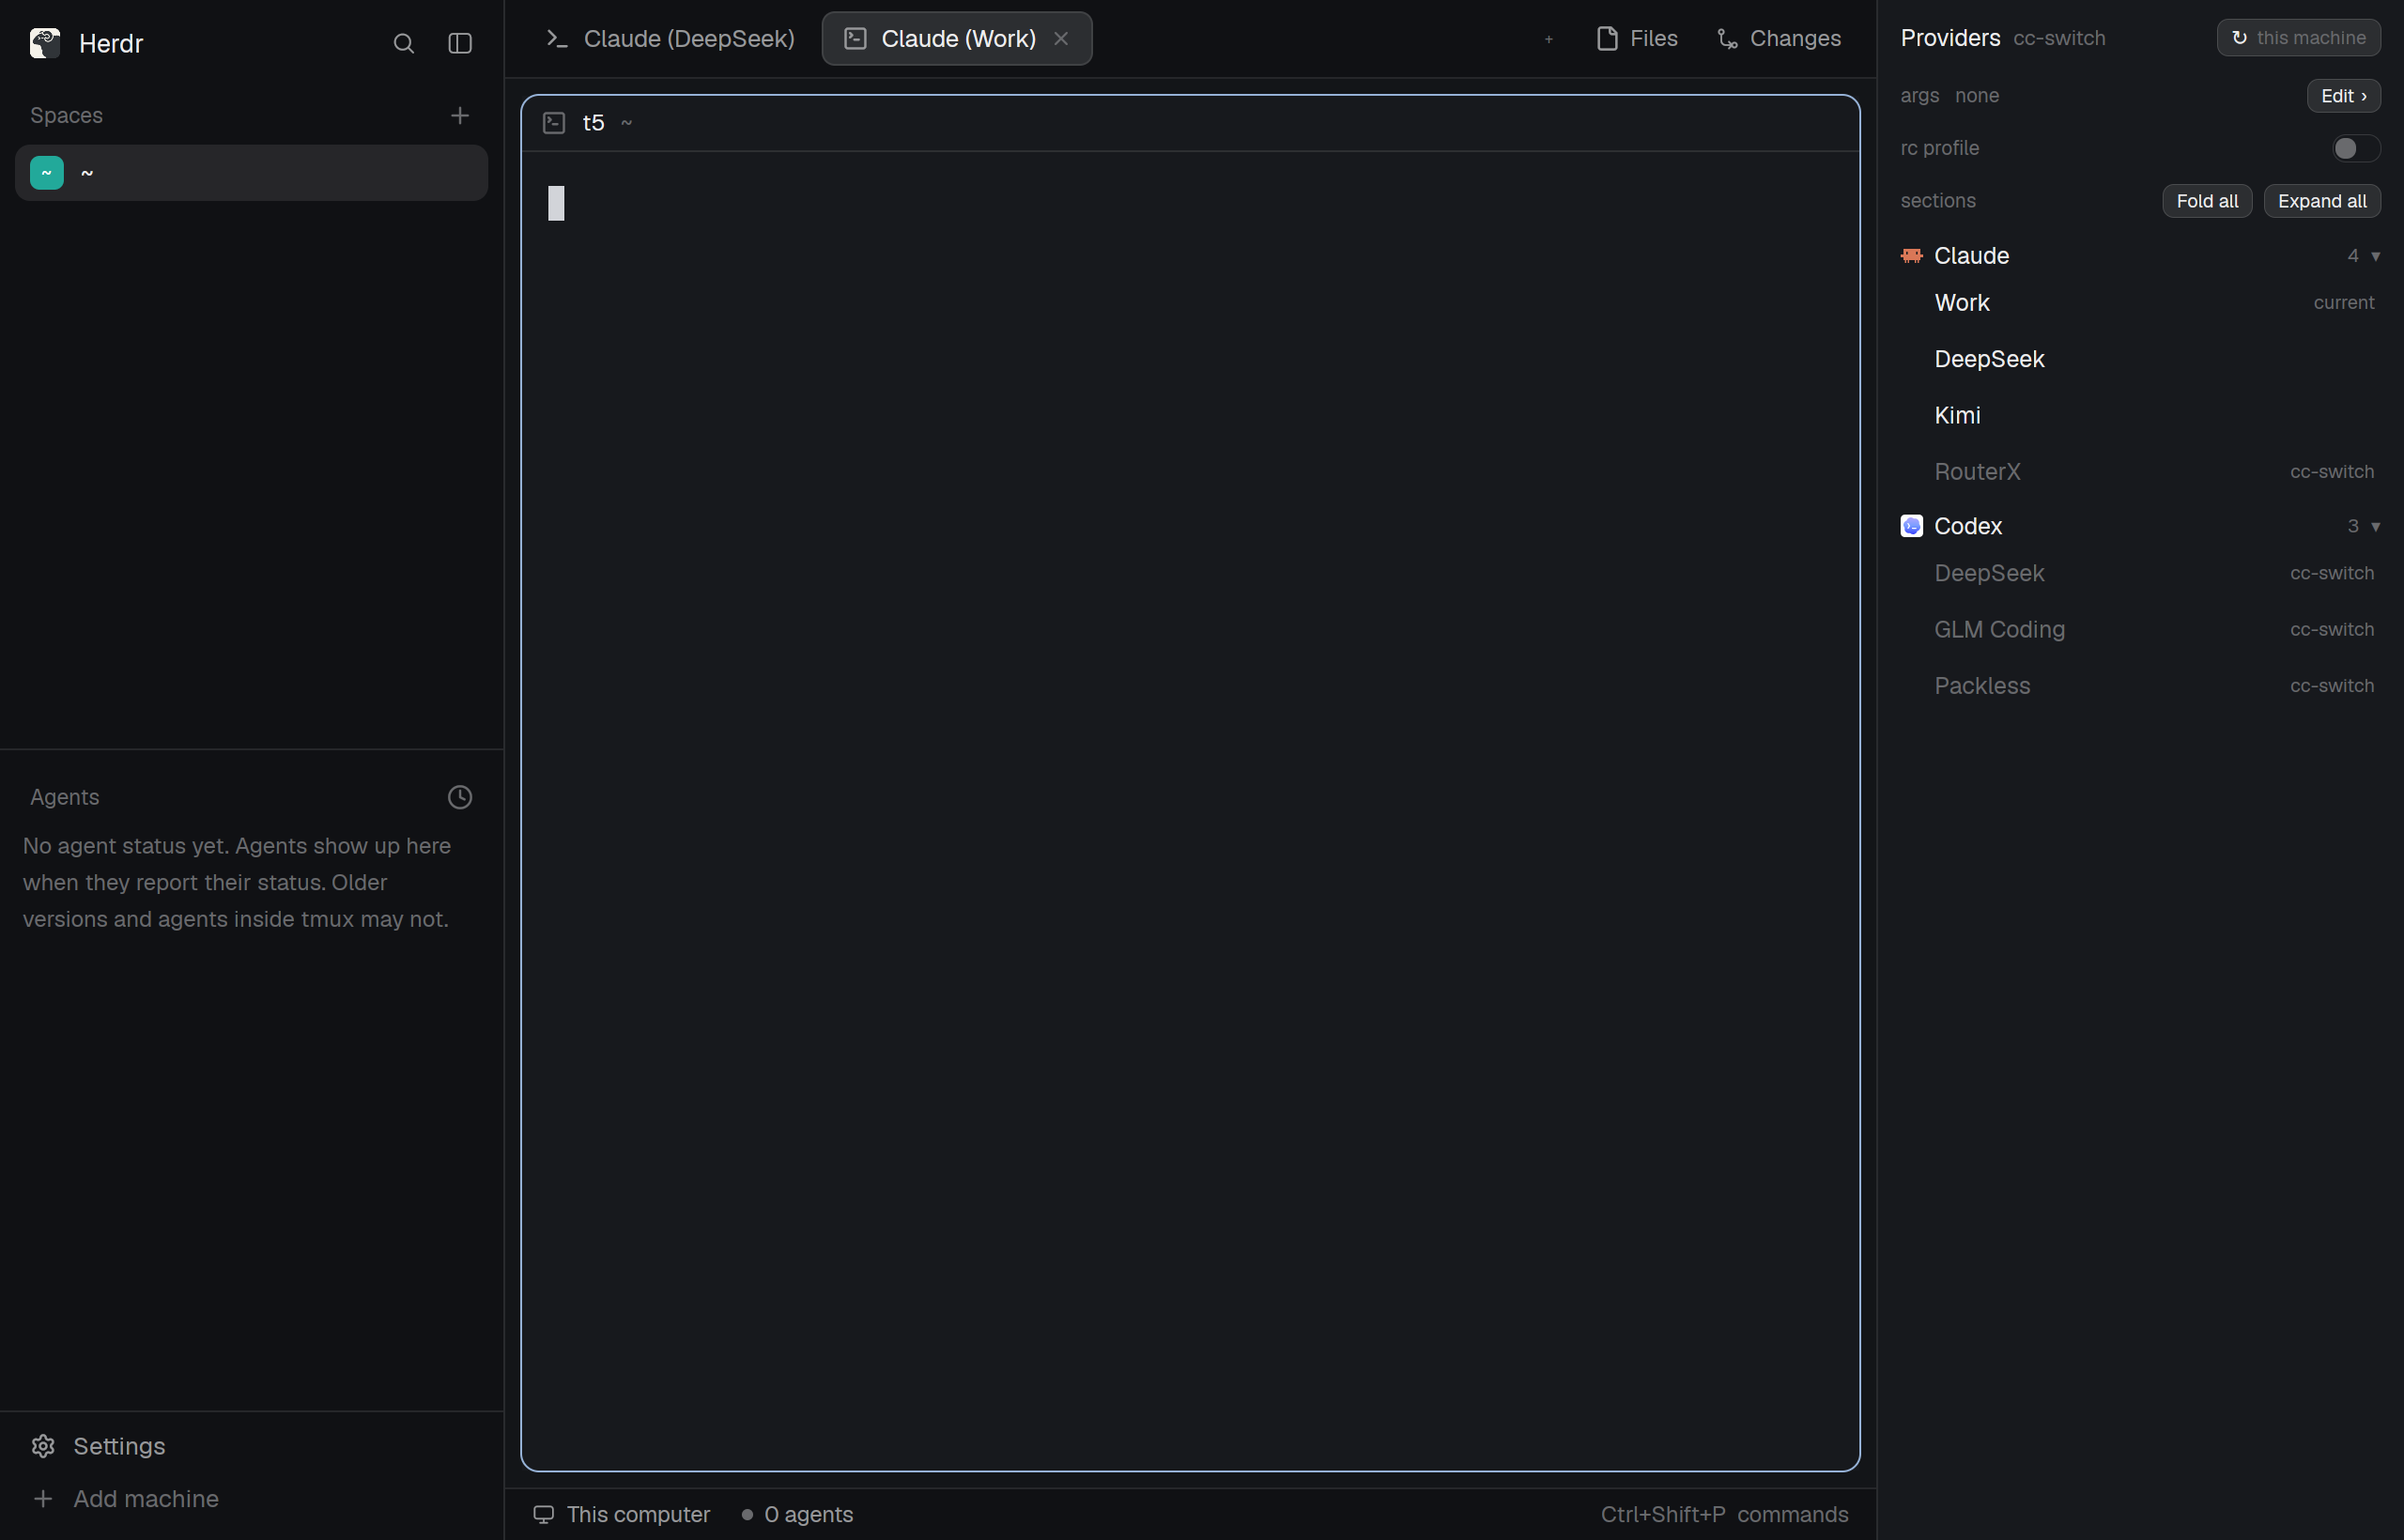 Herdr
Spaces
~ ~
Agents
No agent status yet. Agents show up here
when they report their status. Older
versions and agents inside tmux may not.
Settings
Add machine
Claude (DeepSeek)
Claude (Work)
Files
Changes
t5 ~
This computer
0 agents
Ctrl+Shift+P commands
Providers cc-switch
↻ this machine
args none
Edit ›
rc profile
sections
Fold all
Expand all
Claude 4 ▾
Work current
DeepSeek
Kimi
RouterX cc-switch
Codex 3 ▾
DeepSeek cc-switch
GLM Coding cc-switch
Packless cc-switch